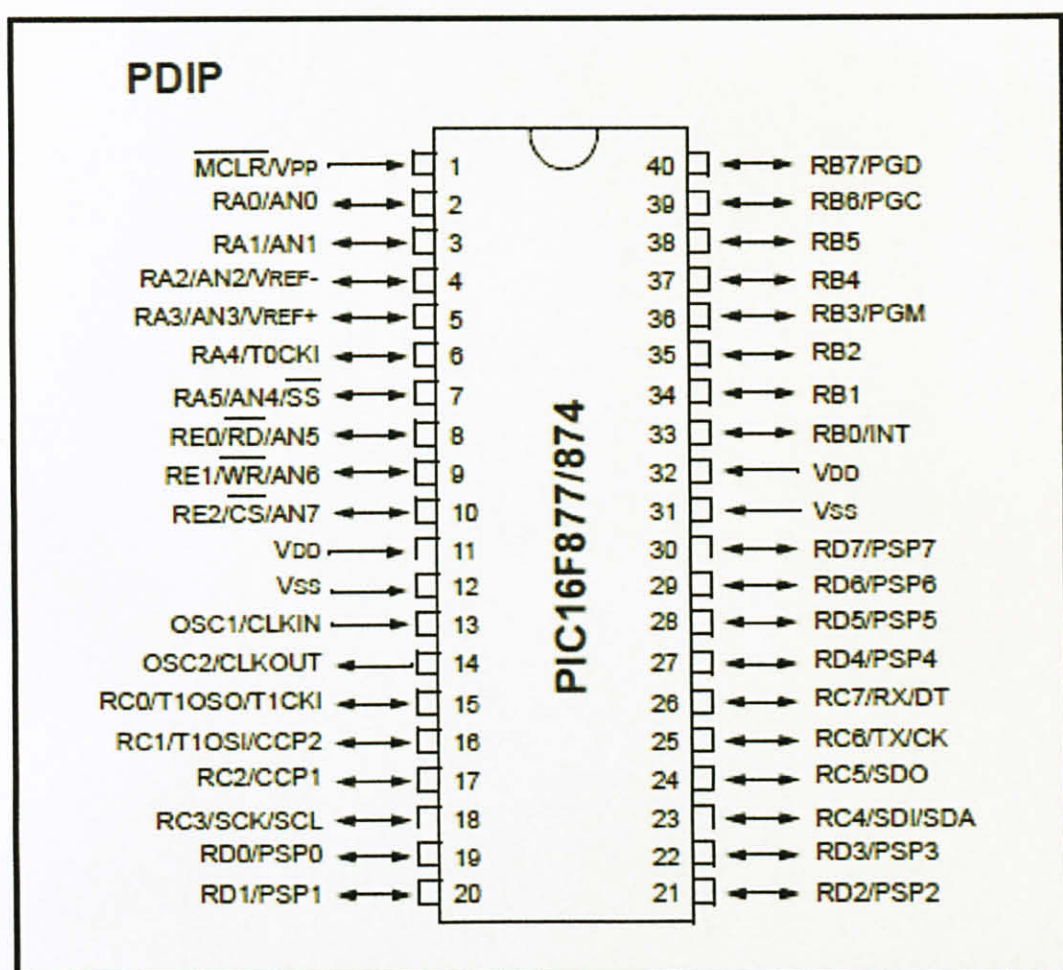 PDIP
MCLR/VPP 1
RA0/AN0 2
RA1/AN1 3
RA2/AN2/VREF- 4
RA3/AN3/VREF+ 5
RA4/T0CKI 6
RA5/AN4/SS 7
RE0/RD/AN5 8
RE1/WR/AN6 9
RE2/CS/AN7 10
VDD 11
VSS 12
OSC1/CLKIN 13
OSC2/CLKOUT 14
RC0/T1OSO/T1CKI 15
RC1/T1OSI/CCP2 16
RC2/CCP1 17
RC3/SCK/SCL 18
RD0/PSP0 19
RD1/PSP1 20
PIC16F877/874
40 RB7/PGD
39 RB6/PGC
38 RB5
37 RB4
36 RB3/PGM
35 RB2
34 RB1
33 RB0/INT
32 VDD
31 VSS
30 RD7/PSP7
29 RD6/PSP6
28 RD5/PSP5
27 RD4/PSP4
26 RC7/RX/DT
25 RC6/TX/CK
24 RC5/SDO
23 RC4/SDI/SDA
22 RD3/PSP3
21 RD2/PSP2